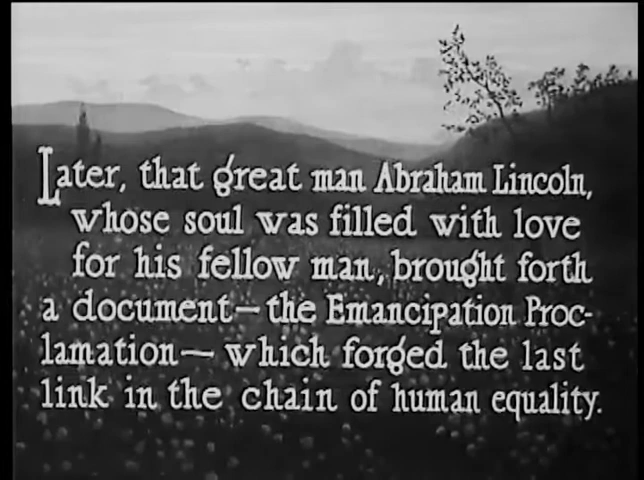 Later, that great man Abraham Lincoln,
whose soul was filled with love
for his fellow man, brought forth
a document—the Emancipation Proc-
lamation—which forged the last
link in the chain of human equality.